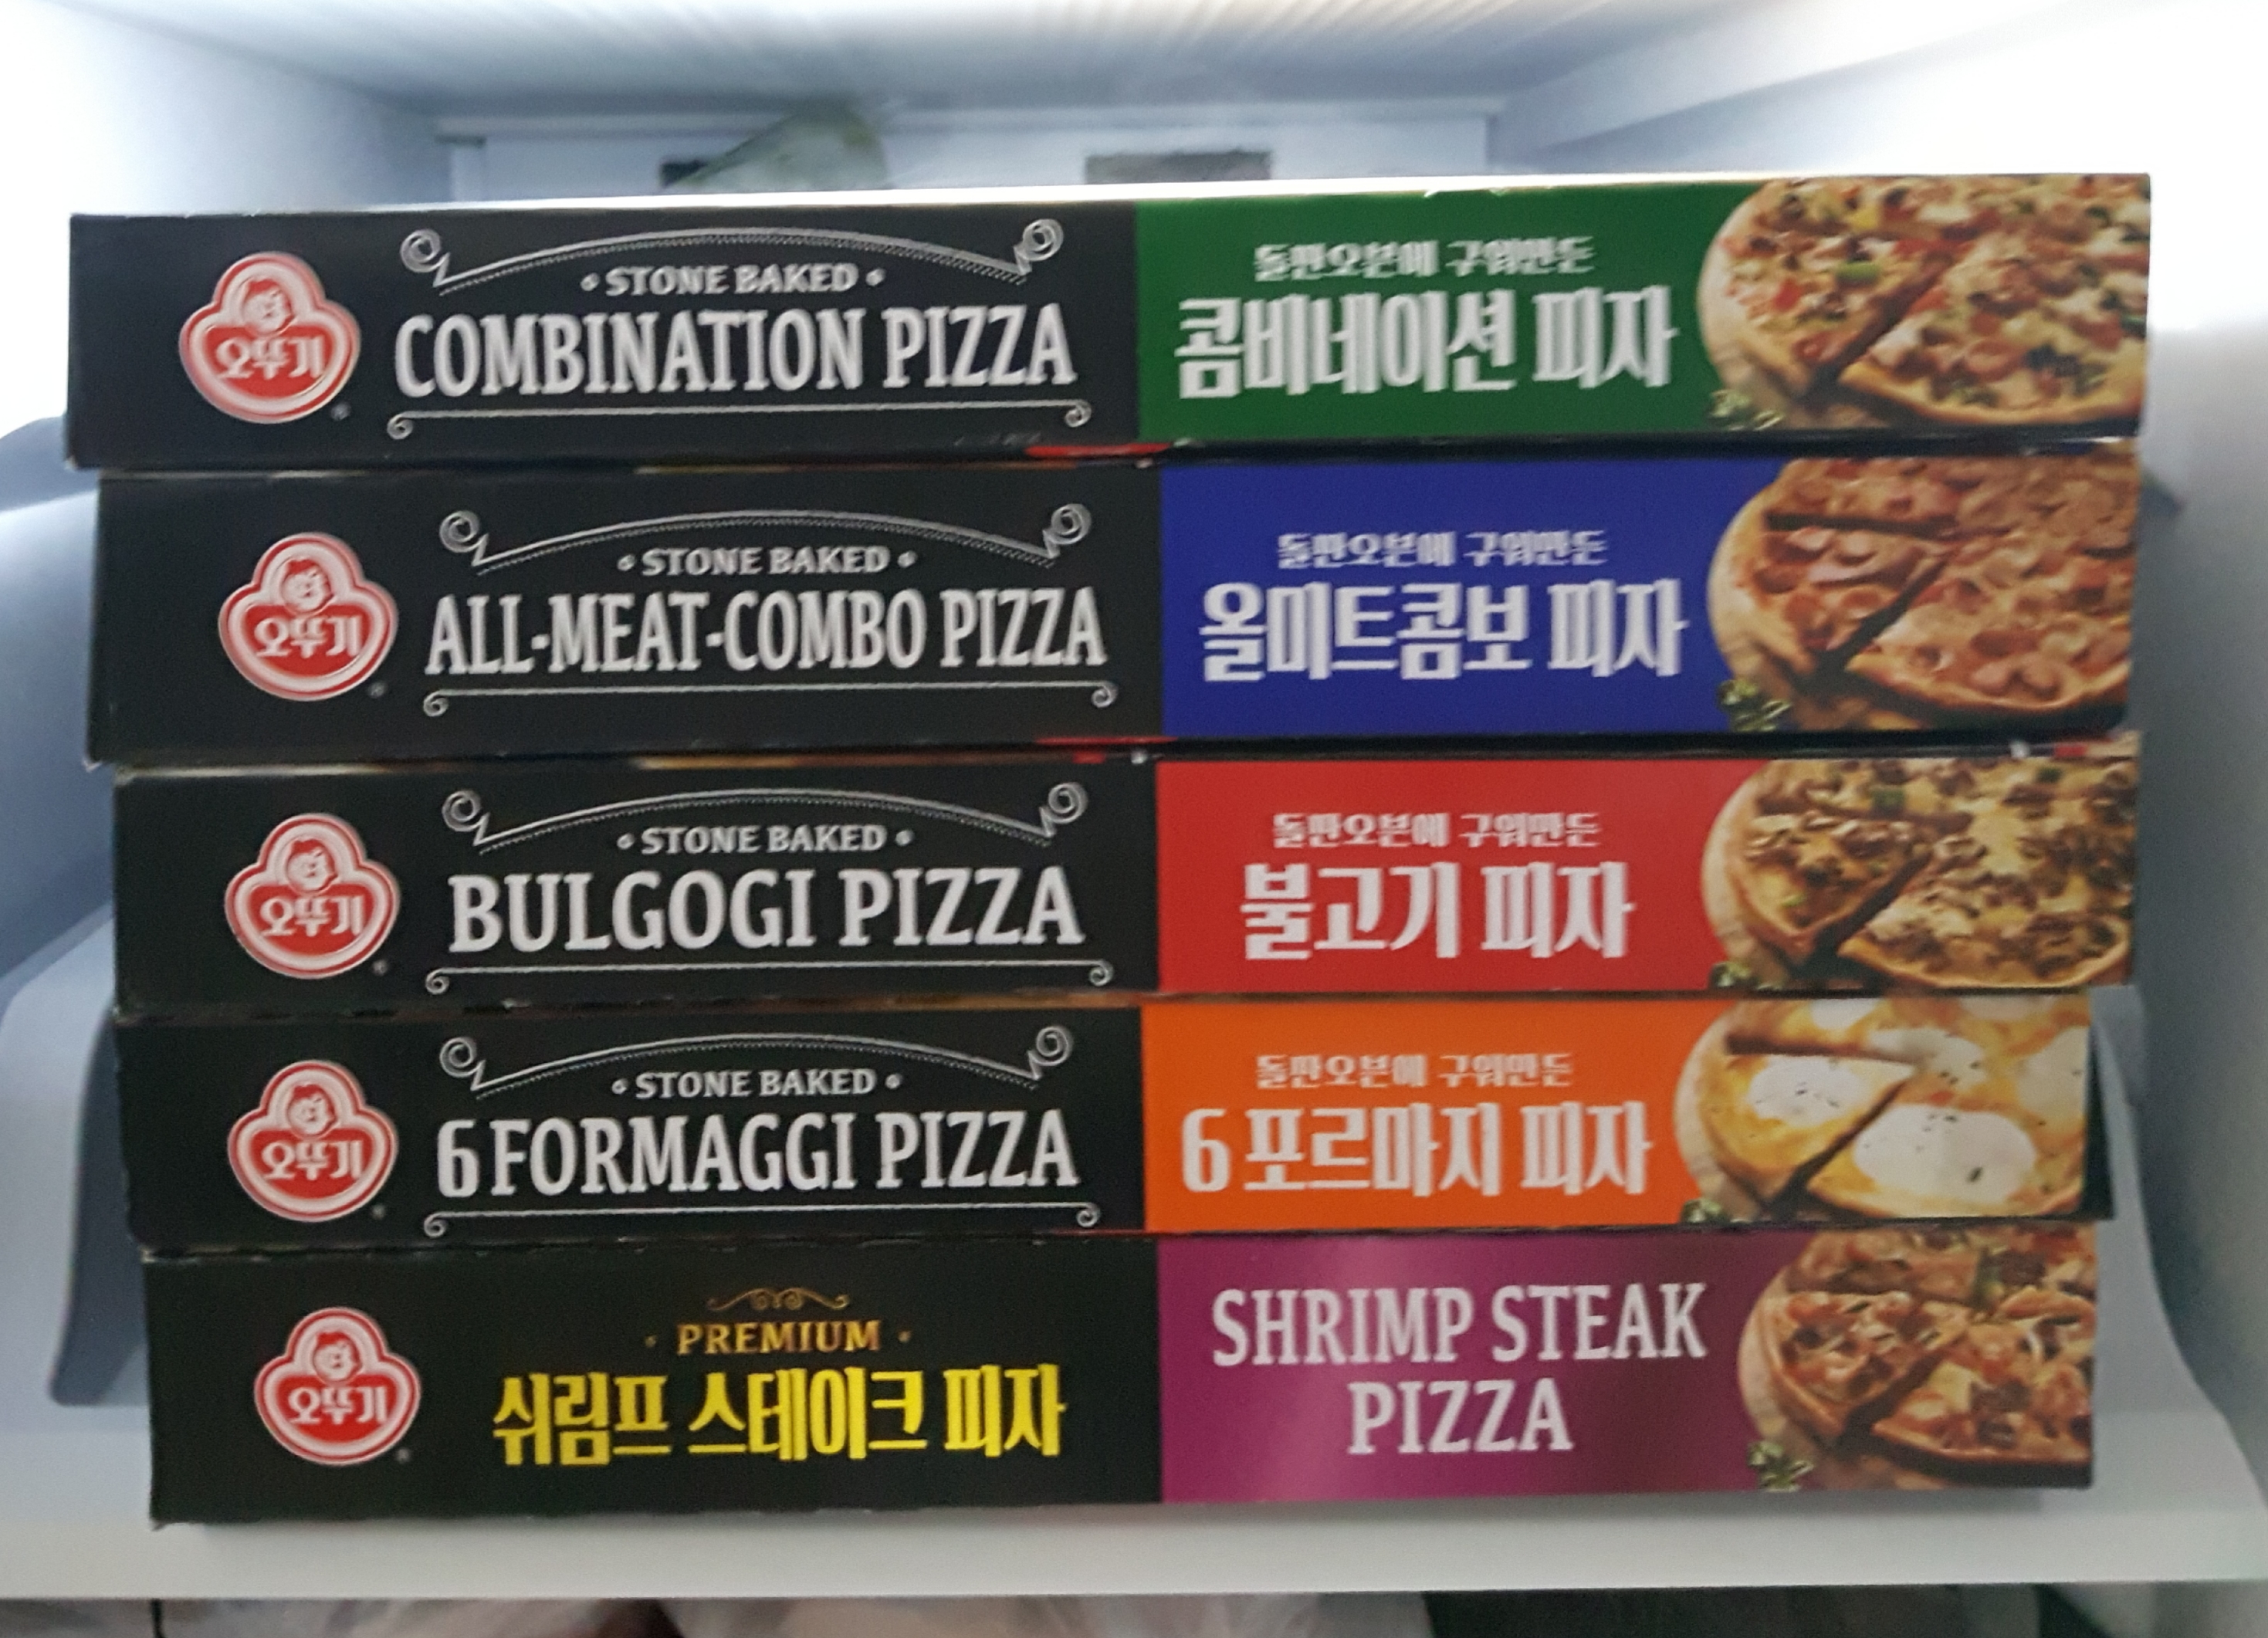 오뚜기
· STONE BAKED ·
COMBINATION PIZZA
돌판오븐에 구워만든
콤비네이션 피자
오뚜기
· STONE BAKED ·
ALL-MEAT-COMBO PIZZA
돌판오븐에 구워만든
올미트콤보 피자
오뚜기
· STONE BAKED ·
BULGOGI PIZZA
돌판오븐에 구워만든
불고기 피자
오뚜기
· STONE BAKED ·
6 FORMAGGI PIZZA
돌판오븐에 구워만든
6 포르마지 피자
오뚜기
· PREMIUM ·
쉬림프 스테이크 피자
SHRIMP STEAK
PIZZA